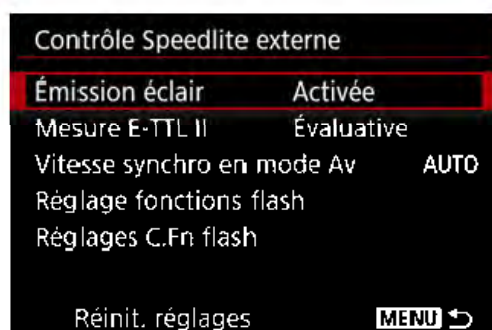 Contrôle Speedlite externe
Émission éclair Activée
Mesure E-TTL II Évaluative
Vitesse synchro en mode Av AUTO
Réglage fonctions flash
Réglages C.Fn flash
Réinit. réglages MENU